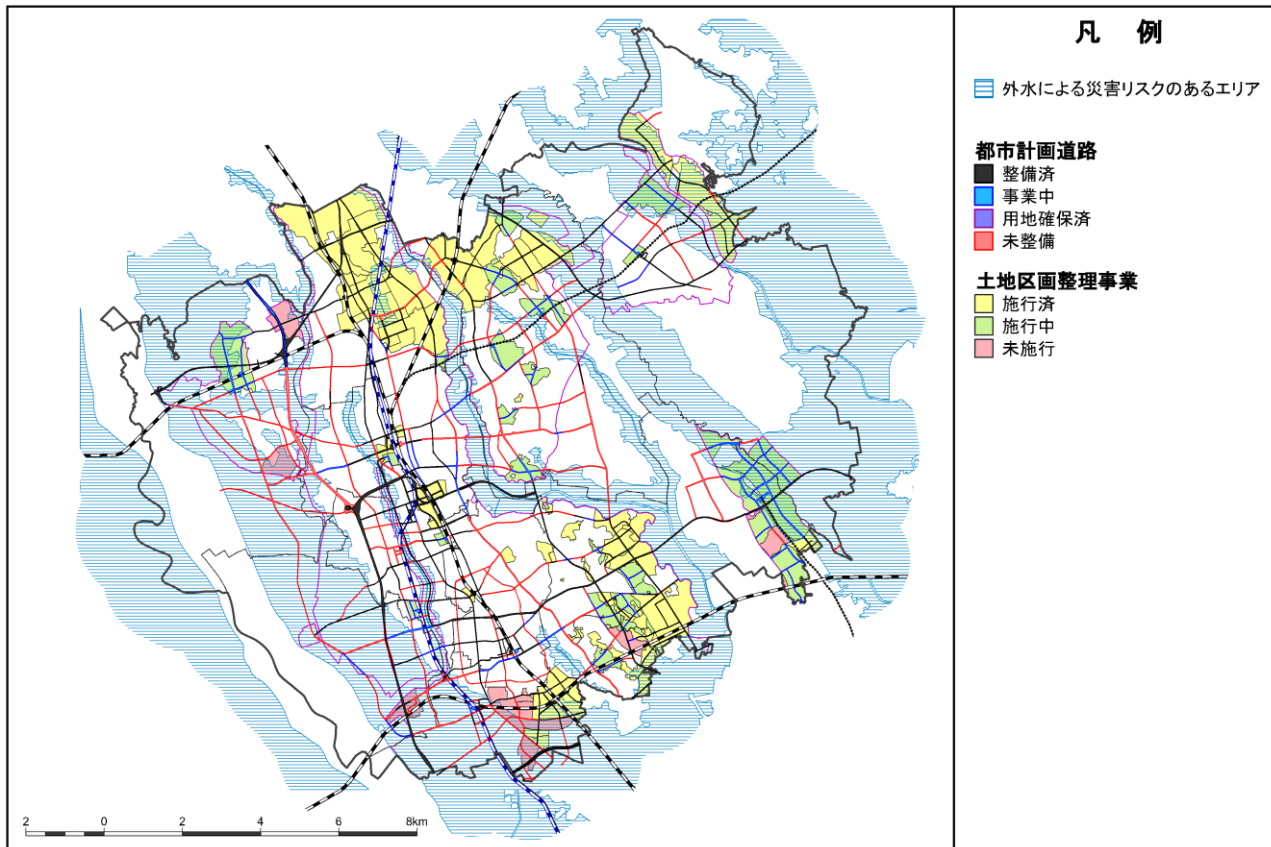 凡 例
外水による災害リスクのあるエリア
都市計画道路
整備済
事業中
用地確保済
未整備
土地区画整理事業
施行済
施行中
未施行
2 0 2 4 6 8km